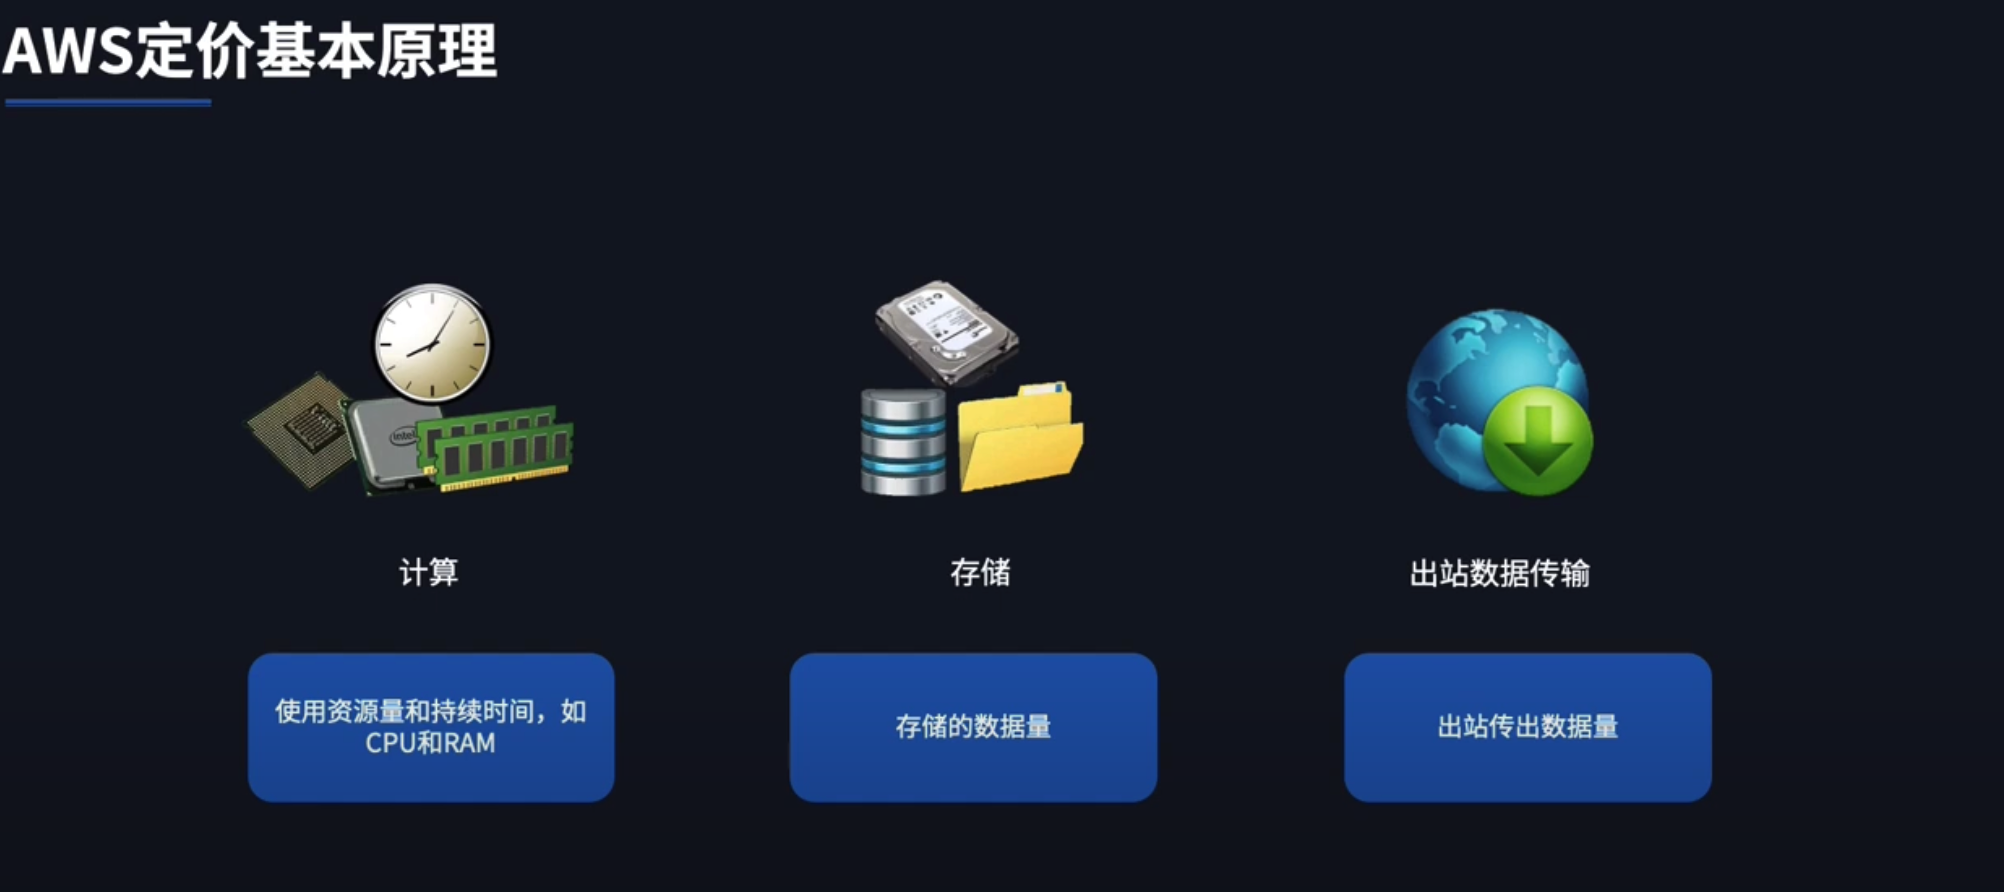 AWS定价基本原理
intel
计算
存储
出站数据传输
使用资源量和持续时间，如
CPU和RAM
存储的数据量
出站传出数据量